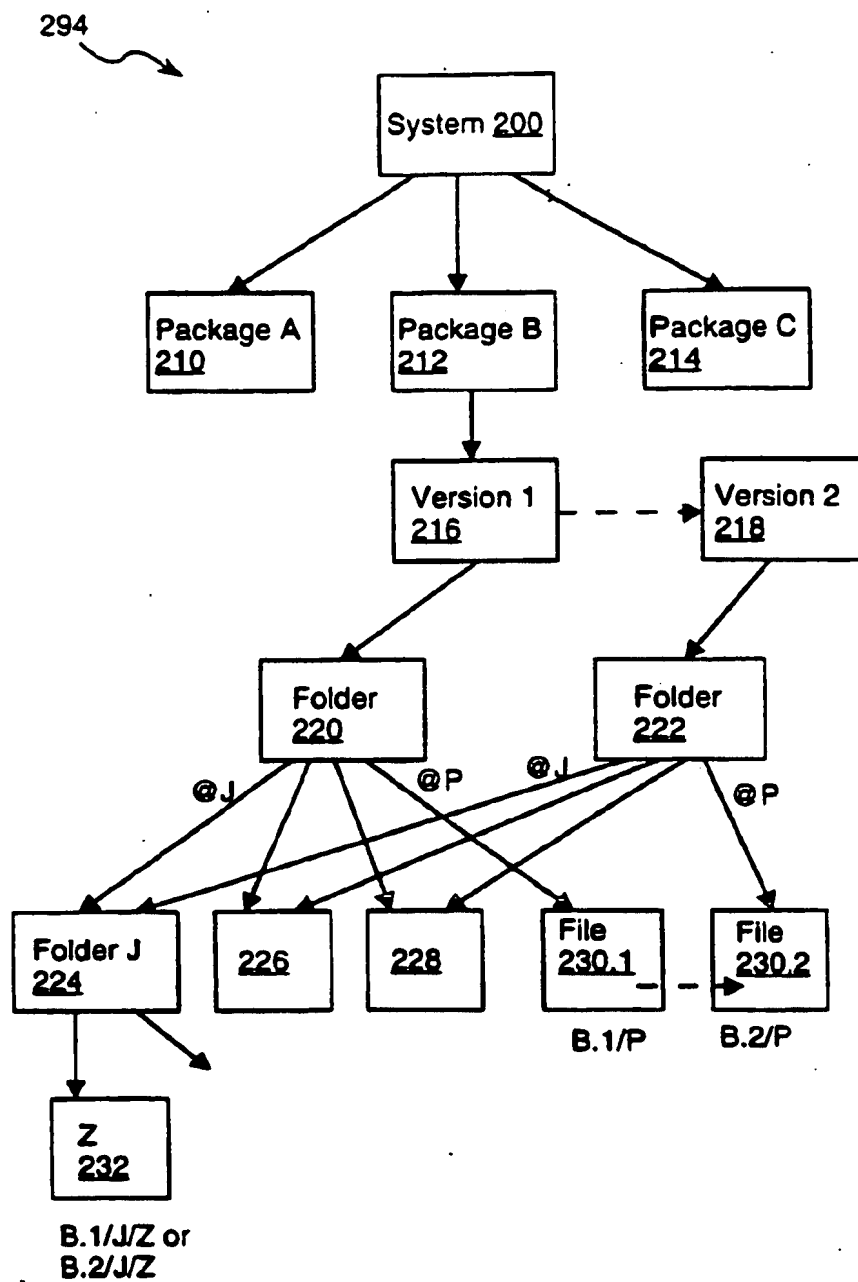 294
System 200
Package A
210
Package B
212
Package C
214
Version 1
216
Version 2
218
Folder
220
Folder
222
@J
@P
@J
@P
Folder J
224
226
228
File
230.1
File
230.2
B.1/P
B.2/P
Z
232
B.1/J/Z or
B.2/J/Z